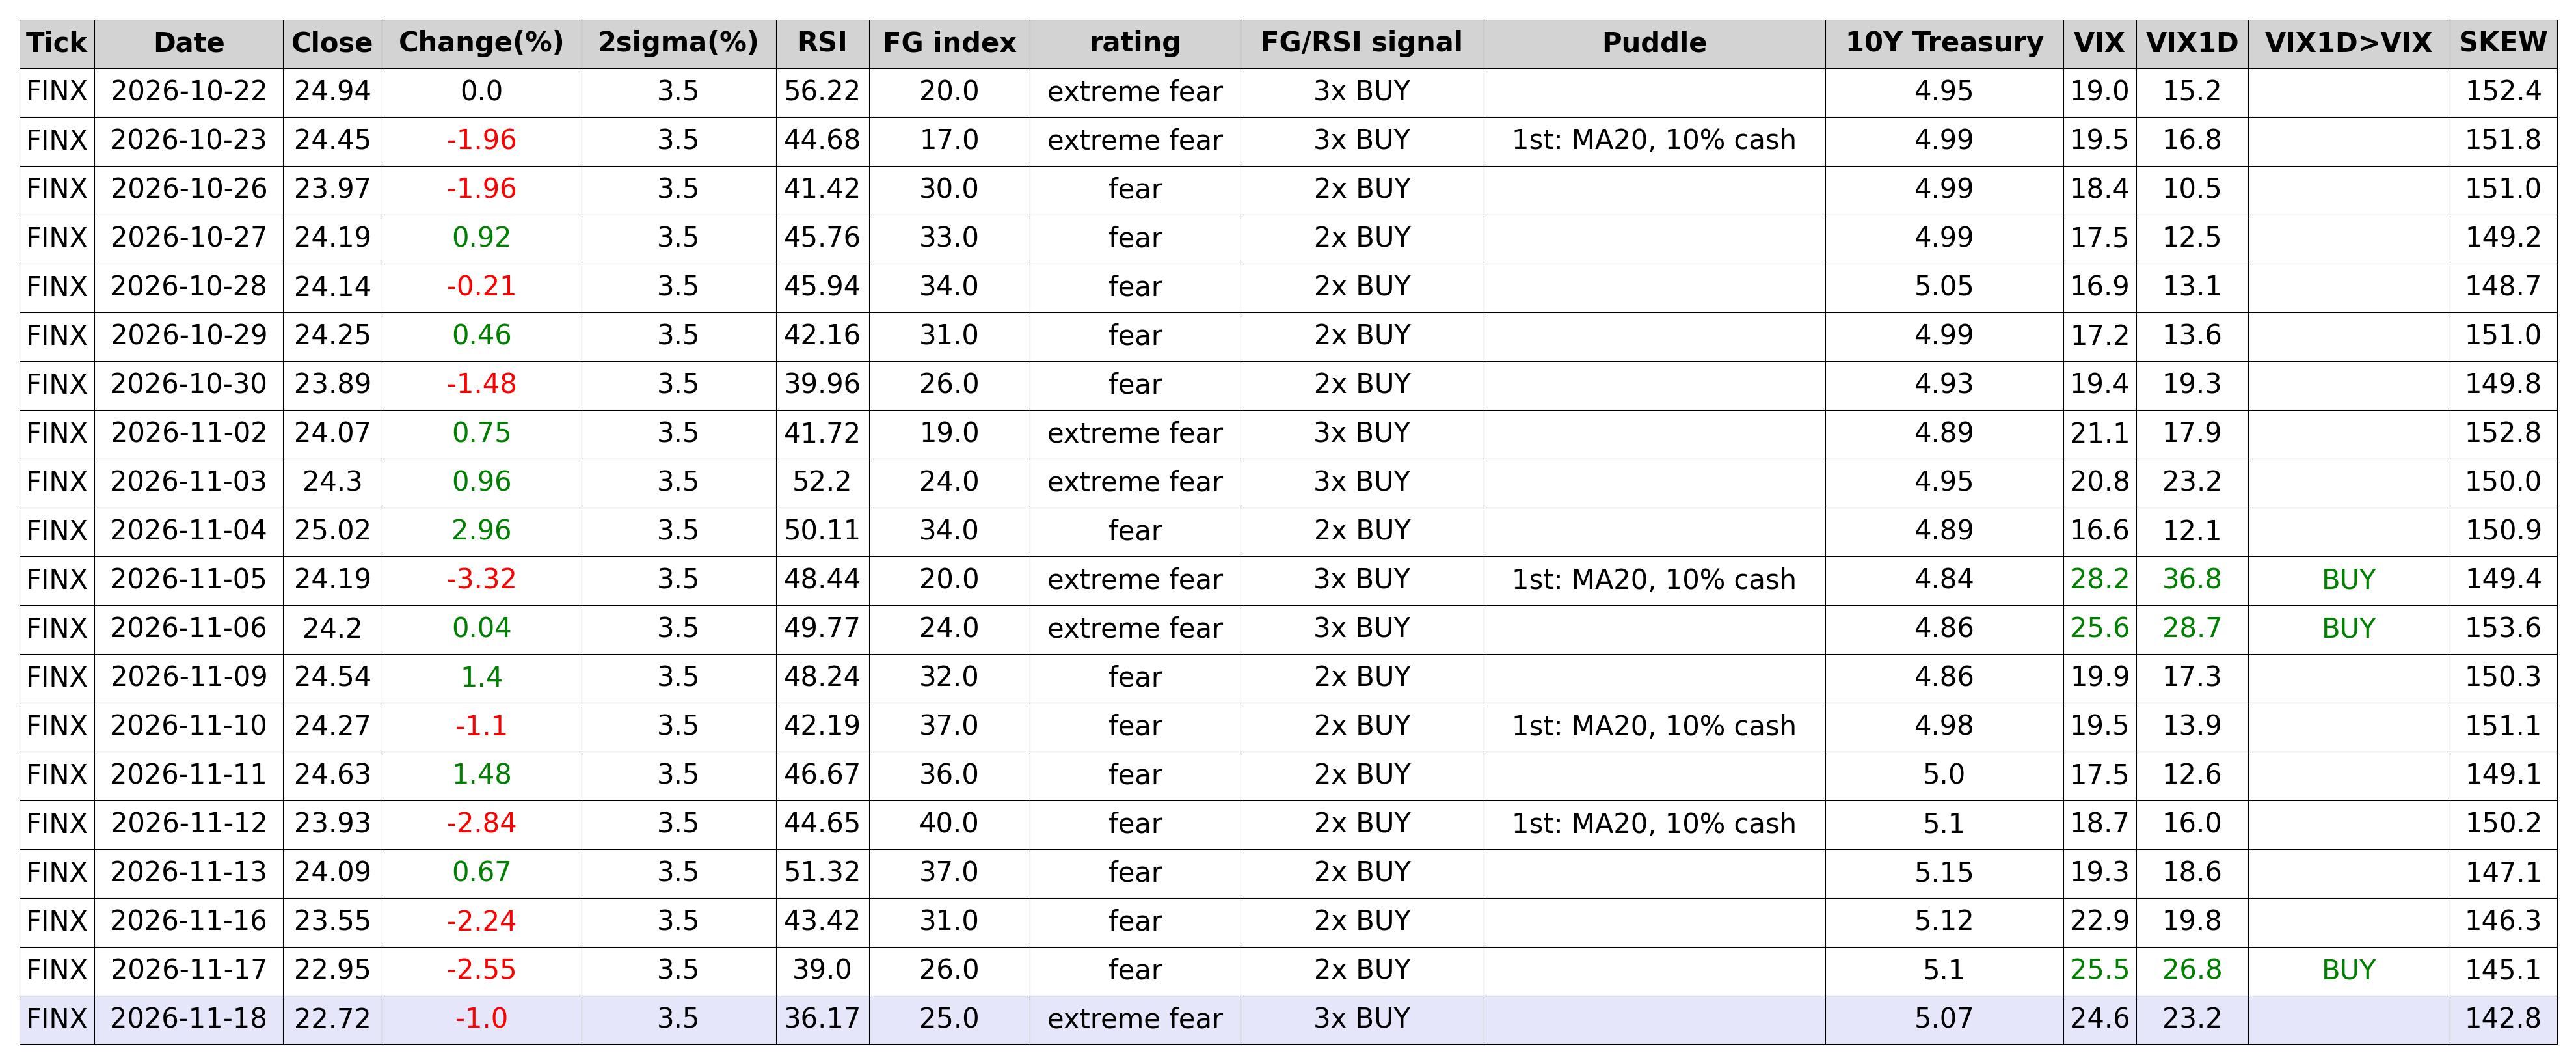 Tick Date Close Change(%) 2sigma(%) RSI FG index rating FG/RSI signal Puddle 10Y Treasury VIX VIX1D VIX1D>VIX SKEW
FINX 2026-10-22 24.94 0.0 3.5 56.22 20.0 extreme fear 3x BUY 4.95 19.0 15.2 152.4
FINX 2026-10-23 24.45 -1.96 3.5 44.68 17.0 extreme fear 3x BUY 1st: MA20, 10% cash 4.99 19.5 16.8 151.8
FINX 2026-10-26 23.97 -1.96 3.5 41.42 30.0 fear 2x BUY 4.99 18.4 10.5 151.0
FINX 2026-10-27 24.19 0.92 3.5 45.76 33.0 fear 2x BUY 4.99 17.5 12.5 149.2
FINX 2026-10-28 24.14 -0.21 3.5 45.94 34.0 fear 2x BUY 5.05 16.9 13.1 148.7
FINX 2026-10-29 24.25 0.46 3.5 42.16 31.0 fear 2x BUY 4.99 17.2 13.6 151.0
FINX 2026-10-30 23.89 -1.48 3.5 39.96 26.0 fear 2x BUY 4.93 19.4 19.3 149.8
FINX 2026-11-02 24.07 0.75 3.5 41.72 19.0 extreme fear 3x BUY 4.89 21.1 17.9 152.8
FINX 2026-11-03 24.3 0.96 3.5 52.2 24.0 extreme fear 3x BUY 4.95 20.8 23.2 150.0
FINX 2026-11-04 25.02 2.96 3.5 50.11 34.0 fear 2x BUY 4.89 16.6 12.1 150.9
FINX 2026-11-05 24.19 -3.32 3.5 48.44 20.0 extreme fear 3x BUY 1st: MA20, 10% cash 4.84 28.2 36.8 BUY 149.4
FINX 2026-11-06 24.2 0.04 3.5 49.77 24.0 extreme fear 3x BUY 4.86 25.6 28.7 BUY 153.6
FINX 2026-11-09 24.54 1.4 3.5 48.24 32.0 fear 2x BUY 4.86 19.9 17.3 150.3
FINX 2026-11-10 24.27 -1.1 3.5 42.19 37.0 fear 2x BUY 1st: MA20, 10% cash 4.98 19.5 13.9 151.1
FINX 2026-11-11 24.63 1.48 3.5 46.67 36.0 fear 2x BUY 5.0 17.5 12.6 149.1
FINX 2026-11-12 23.93 -2.84 3.5 44.65 40.0 fear 2x BUY 1st: MA20, 10% cash 5.1 18.7 16.0 150.2
FINX 2026-11-13 24.09 0.67 3.5 51.32 37.0 fear 2x BUY 5.15 19.3 18.6 147.1
FINX 2026-11-16 23.55 -2.24 3.5 43.42 31.0 fear 2x BUY 5.12 22.9 19.8 146.3
FINX 2026-11-17 22.95 -2.55 3.5 39.0 26.0 fear 2x BUY 5.1 25.5 26.8 BUY 145.1
FINX 2026-11-18 22.72 -1.0 3.5 36.17 25.0 extreme fear 3x BUY 5.07 24.6 23.2 142.8